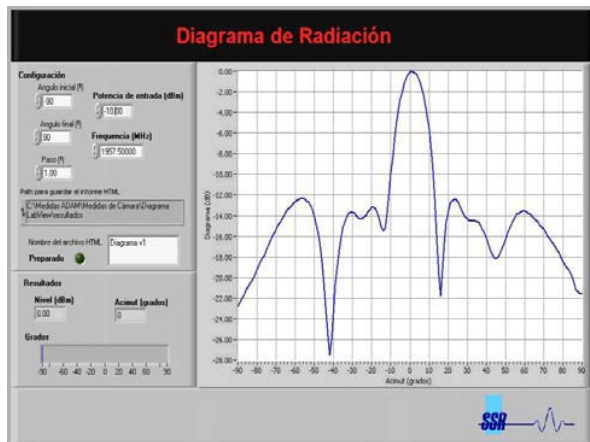 Diagrama de Radiación
Configuración
Angulo inicial (º)
-90
Potencia de entrada (dBm)
-10.00
Angulo final (º)
90
Frequencia (MHz)
1957.50000
Paso (º)
1.00
Path para guardar el informe HTML
C:\Medidas ADAM\Medidas de Cámara\Diagrama
LabView\resultados
Nombre del archivo HTML
Diagrama v1
Preparado
Resultados
Nivel (dBm)
0.00
Acimut (grados)
0
Grados
-90 -60 -40 -20 0 20 40 60 90
Diagrama (dB)
0.00
-2.00
-4.00
-6.00
-8.00
-10.00
-12.00
-14.00
-16.00
-18.00
-20.00
-22.00
-24.00
-26.00
-28.00
-90 -80 -70 -60 -50 -40 -30 -20 -10 0 10 20 30 40 50 60 70 80 90
Acimut (grados)
SSR